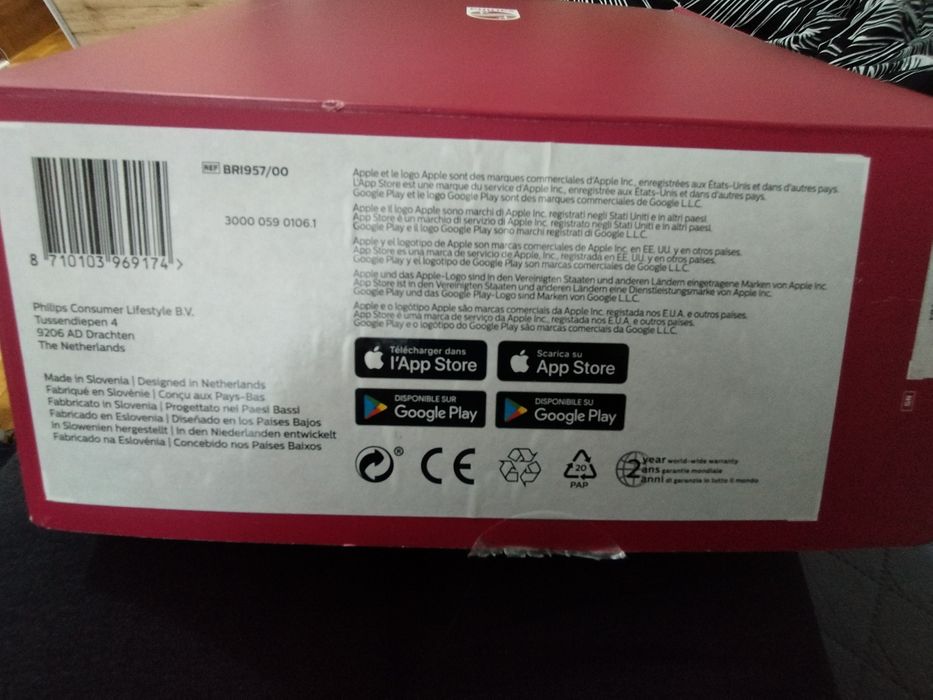 8 710103 969174 >
REF BRI957/00
3000 059 0106.1
Philips Consumer Lifestyle B.V.
Tussendiepen 4
9206 AD Drachten
The Netherlands
Made in Slovenia | Designed in Netherlands
Fabriqué en Slovénie | Conçu aux Pays-Bas
Fabbricato in Slovenia | Progettato nei Paesi Bassi
Fabricado en Eslovenia | Diseñado en los Países Bajos
In Slowenien hergestellt | In den Niederlanden entwickelt
Fabricado na Eslovénia | Concebido nos Países Baixos
Apple et le logo Apple sont des marques commerciales d'Apple Inc., enregistrées aux États-Unis et dans d'autres pays.
L'App Store est une marque du service d'Apple Inc., enregistrée aux États-Unis et dans d'autres pays.
Google Play et le logo Google Play sont des marques commerciales de Google L.L.C.
Apple e il logo Apple sono marchi di Apple Inc. registrati negli Stati Uniti e in altri paesi.
App Store è un marchio di servizio di Apple Inc. registrato negli Stati Uniti e in altri paesi.
Google Play e il logo Google Play sono marchi registrati di Google L.L.C.
Apple y el logotipo de Apple son marcas comerciales de Apple Inc. en EE. UU. y en otros países.
App Store es una marca de servicio de Apple, Inc., registrada en EE. UU. y en otros países.
Google Play y el logotipo de Google Play son marcas comerciales de Google L.L.C.
Apple und das Apple-Logo sind in den Vereinigten Staaten und anderen Ländern eingetragene Marken von Apple Inc.
App Store ist in den Vereinigten Staaten und anderen Ländern eine Dienstleistungsmarke von Apple Inc.
Google Play und das Google Play-Logo sind Marken von Google L.L.C.
Apple e o logótipo Apple são marcas comerciais da Apple Inc. registada nos E.U.A. e outros países.
App Store é uma marca de serviço da Apple Inc., registada nos E.U.A. e outros países.
Google Play e o logótipo do Google Play são marcas comerciais da Google L.L.C.
Télécharger dans
l'App Store
Scarica su
App Store
DISPONIBLE SUR
Google Play
DISPONIBILE SU
Google Play
® CE
20
PAP
2 year world-wide warranty
ans garantie mondiale
anni di garanzia in tutto il mondo